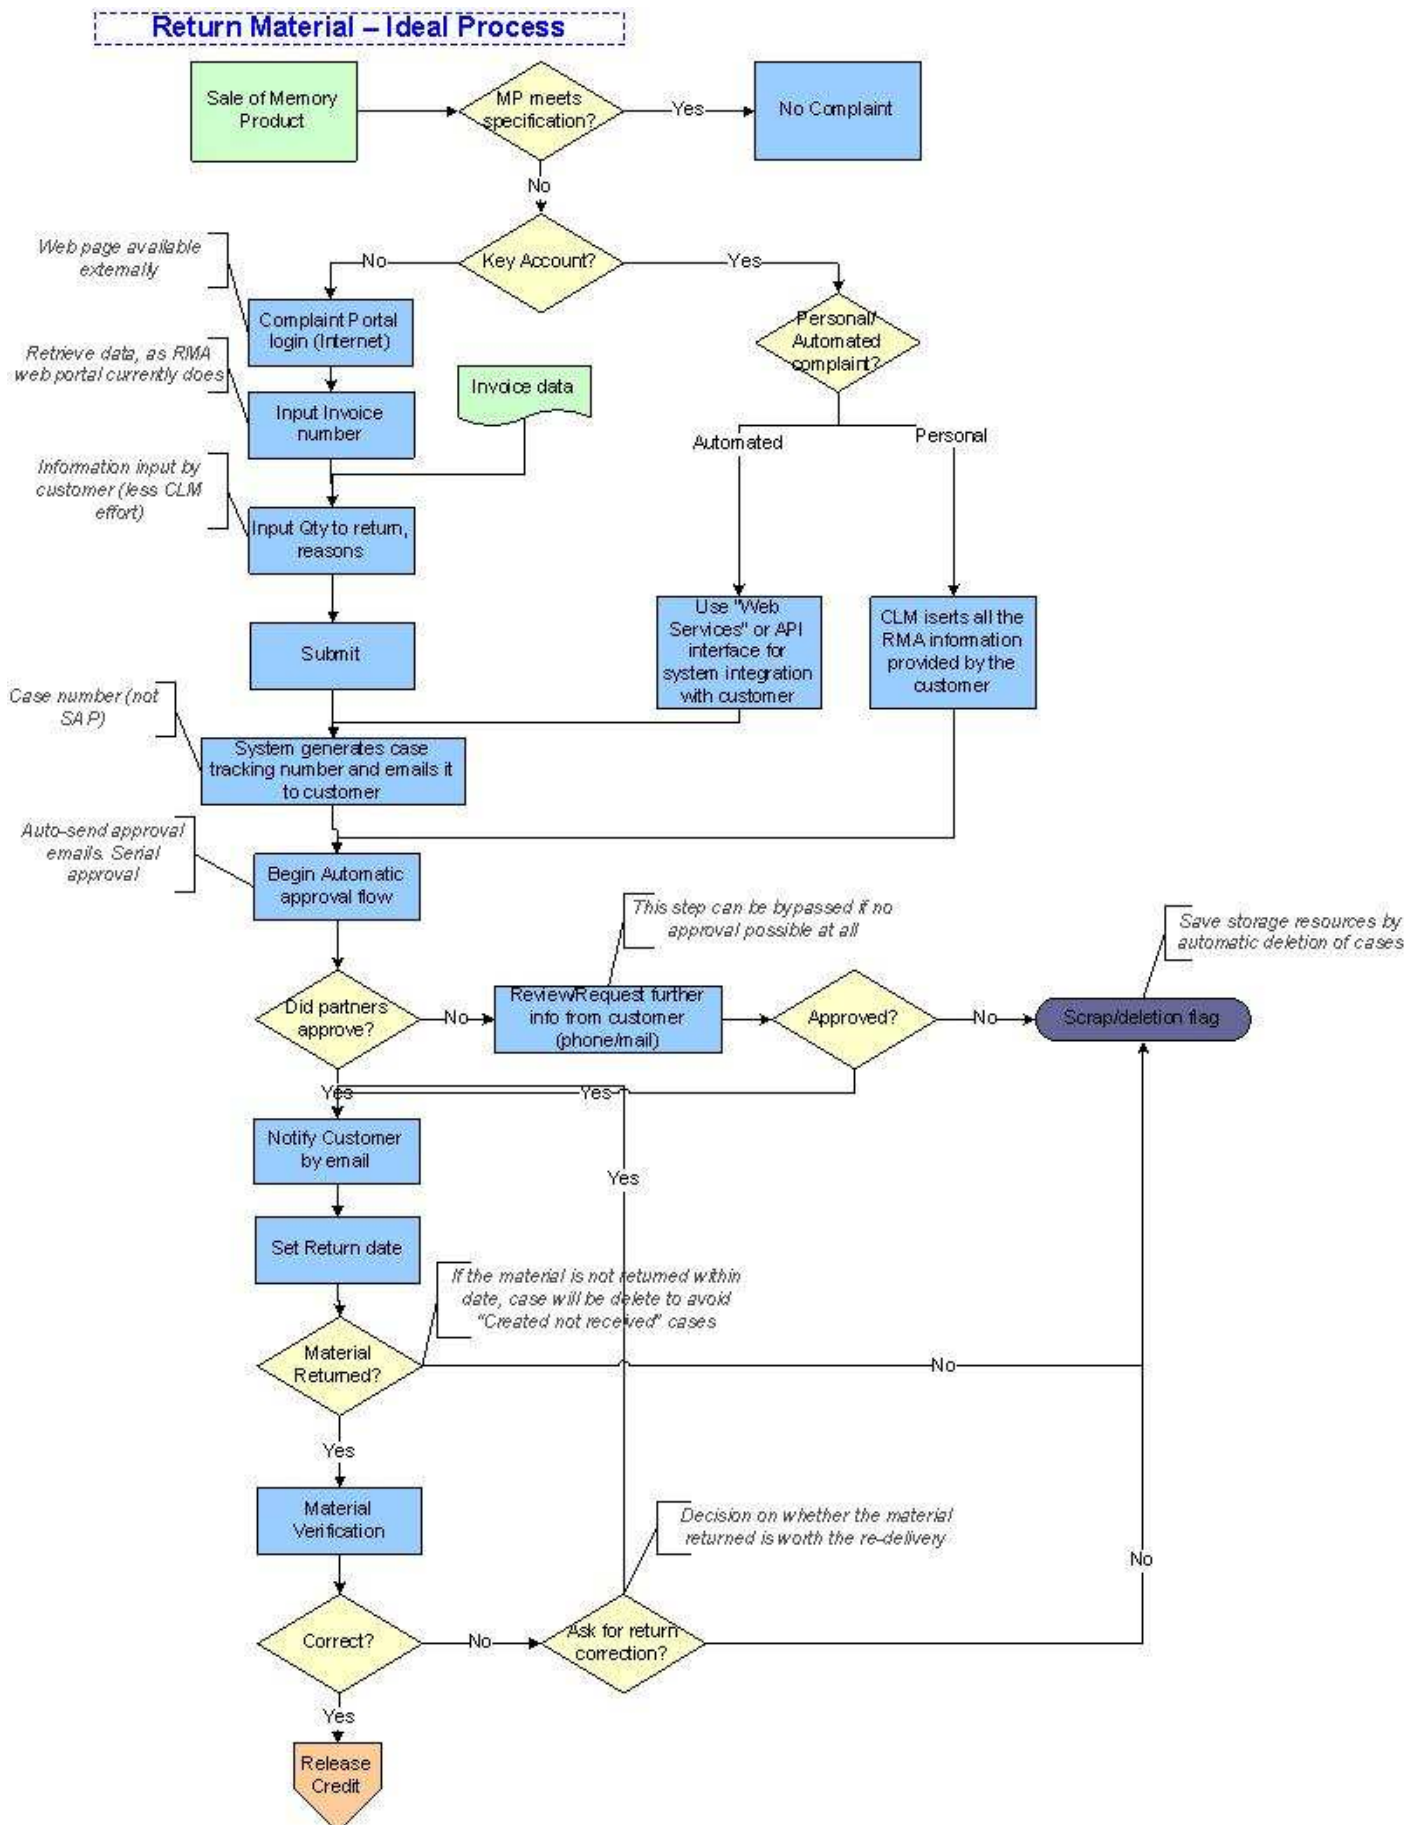 Return Material – Ideal Process
Sale of Memory
Product
MP meets
specification?
Yes
No Complaint
No
Key Account?
No
Yes
Web page available
externally
Complaint Portal
login (Internet)
Personal/
Automated
complaint?
Retrieve data, as RMA
web portal currently does
Invoice data
Input Invoice
number
Automated
Personal
Information input by
customer (less CLM
effort)
Input Qty to return,
reasons
Submit
Use "Web
Services" or API
interface for
system integration
with customer
CLM iserts all the
RMA information
provided by the
customer
Case number (not
SAP)
System generates case
tracking number and emails it
to customer
Auto-send approval
emails. Serial
approval
Begin Automatic
approval flow
This step can be bypassed if no
approval possible at all
Save storage resources by
automatic deletion of cases
Did partners
approve?
No
Review/Request further
info from customer
(phone/mail)
Approved?
No
Scrap/deletion flag
Yes
Yes
Notify Customer
by email
Yes
Set Return date
If the material is not returned within
date, case will be delete to avoid
"Created not received" cases
Material
Returned?
No
Yes
Material
Verification
Decision on whether the material
returned is worth the re-delivery
No
Correct?
No
Ask for return
correction?
Yes
Release
Credit